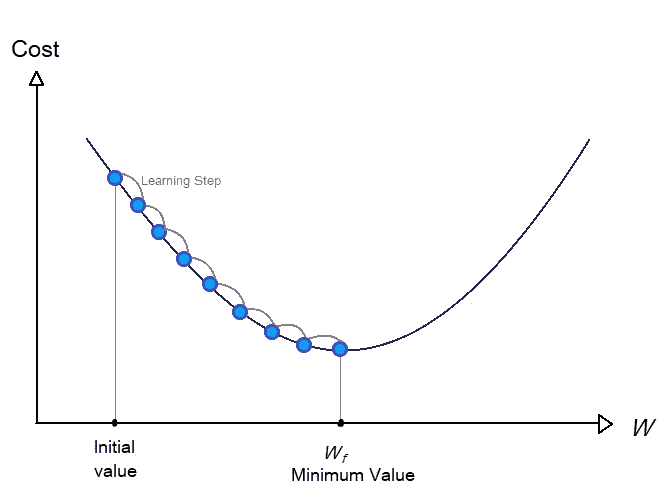 Cost
Learning Step
W
Initial
value
Wf
Minimum Value